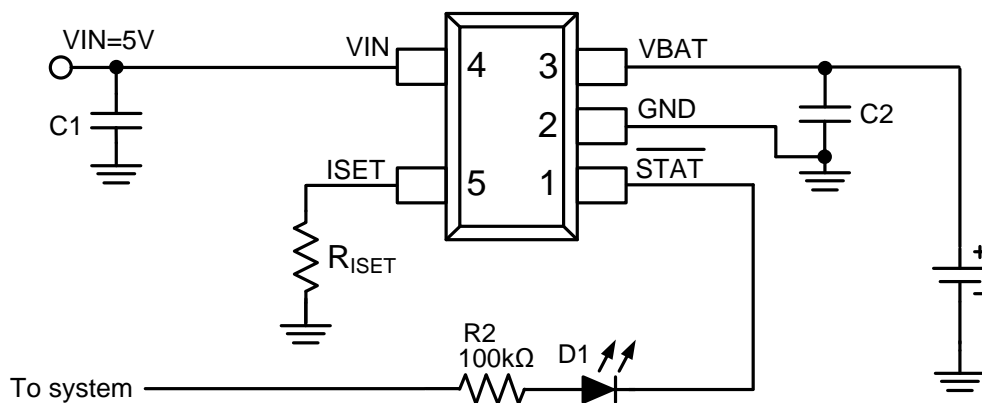 VIN=5V
VIN
4
3
VBAT
C1
2
GND
C2
ISET
5
1
STAT
RISET
+
-
R2
100kΩ
D1
To system